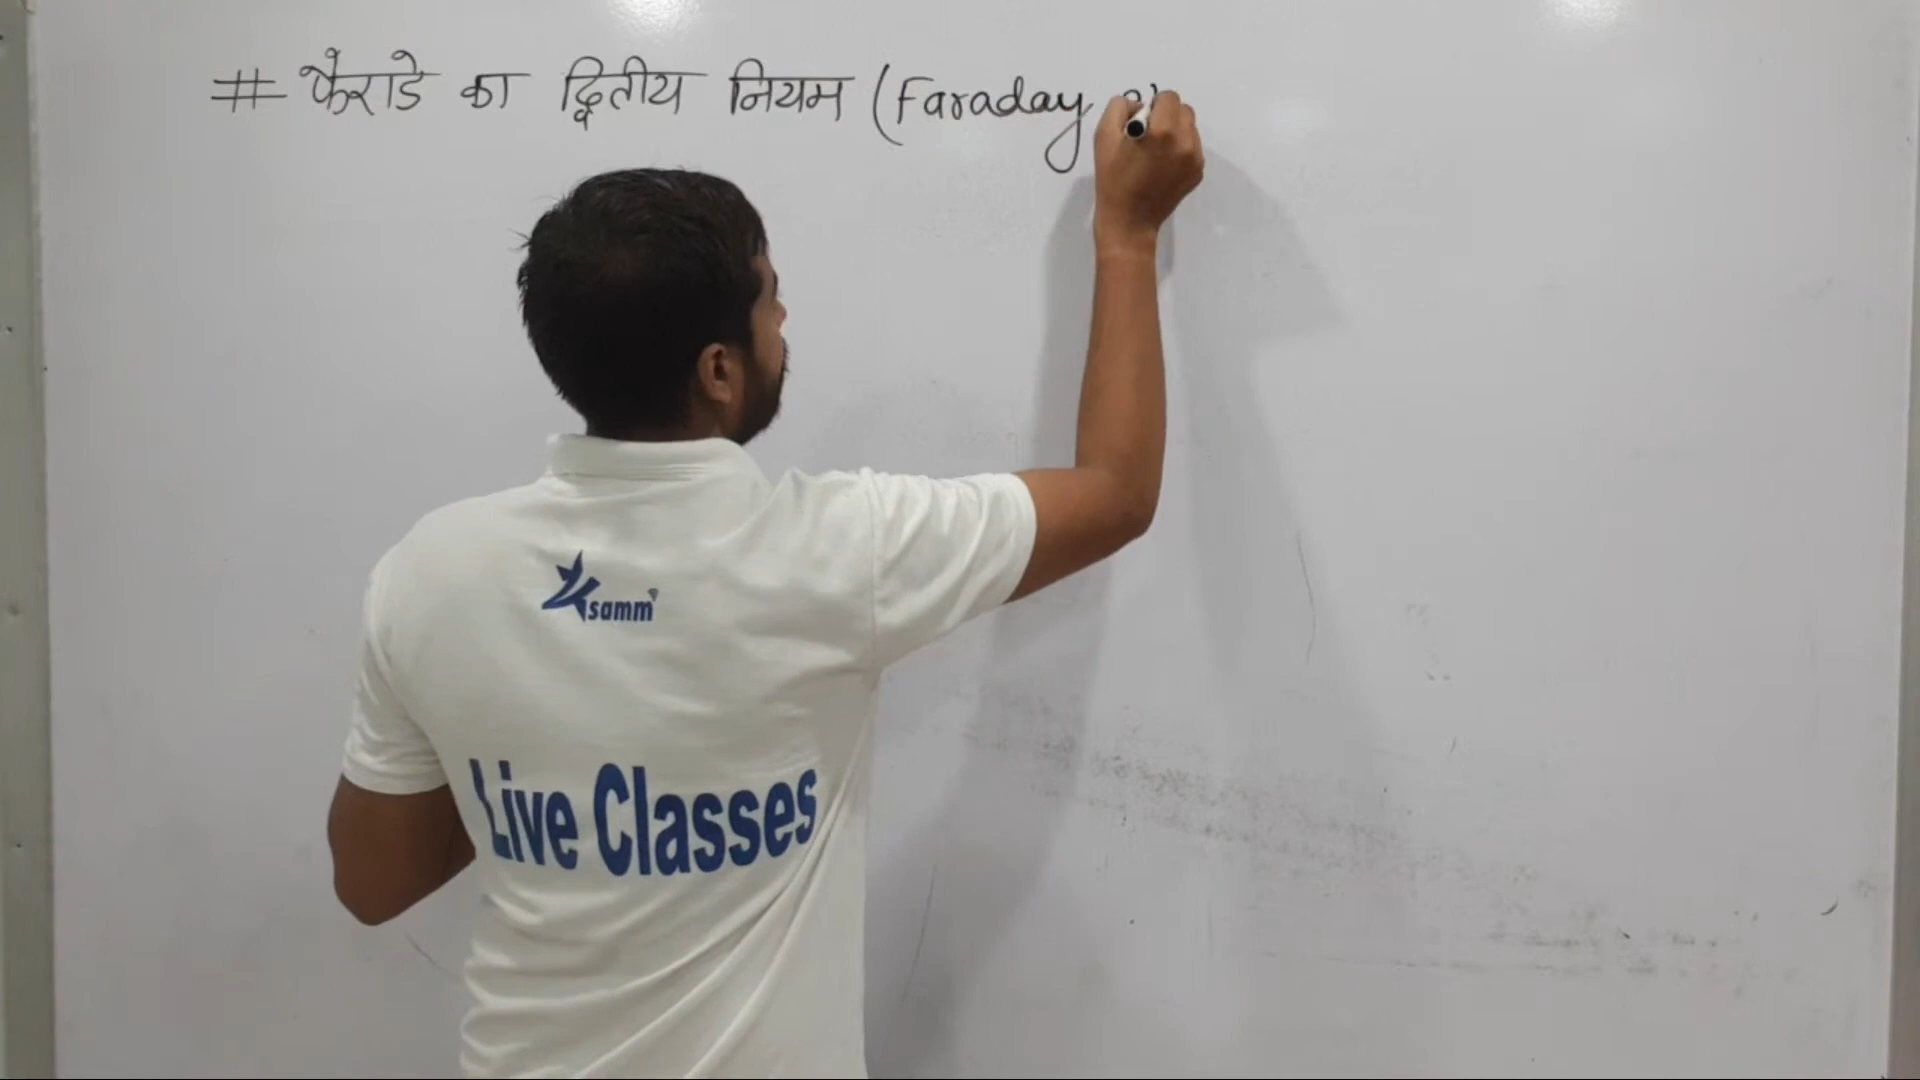 # फैराडे का द्वितीय नियम (Faraday
samm
Live Classes